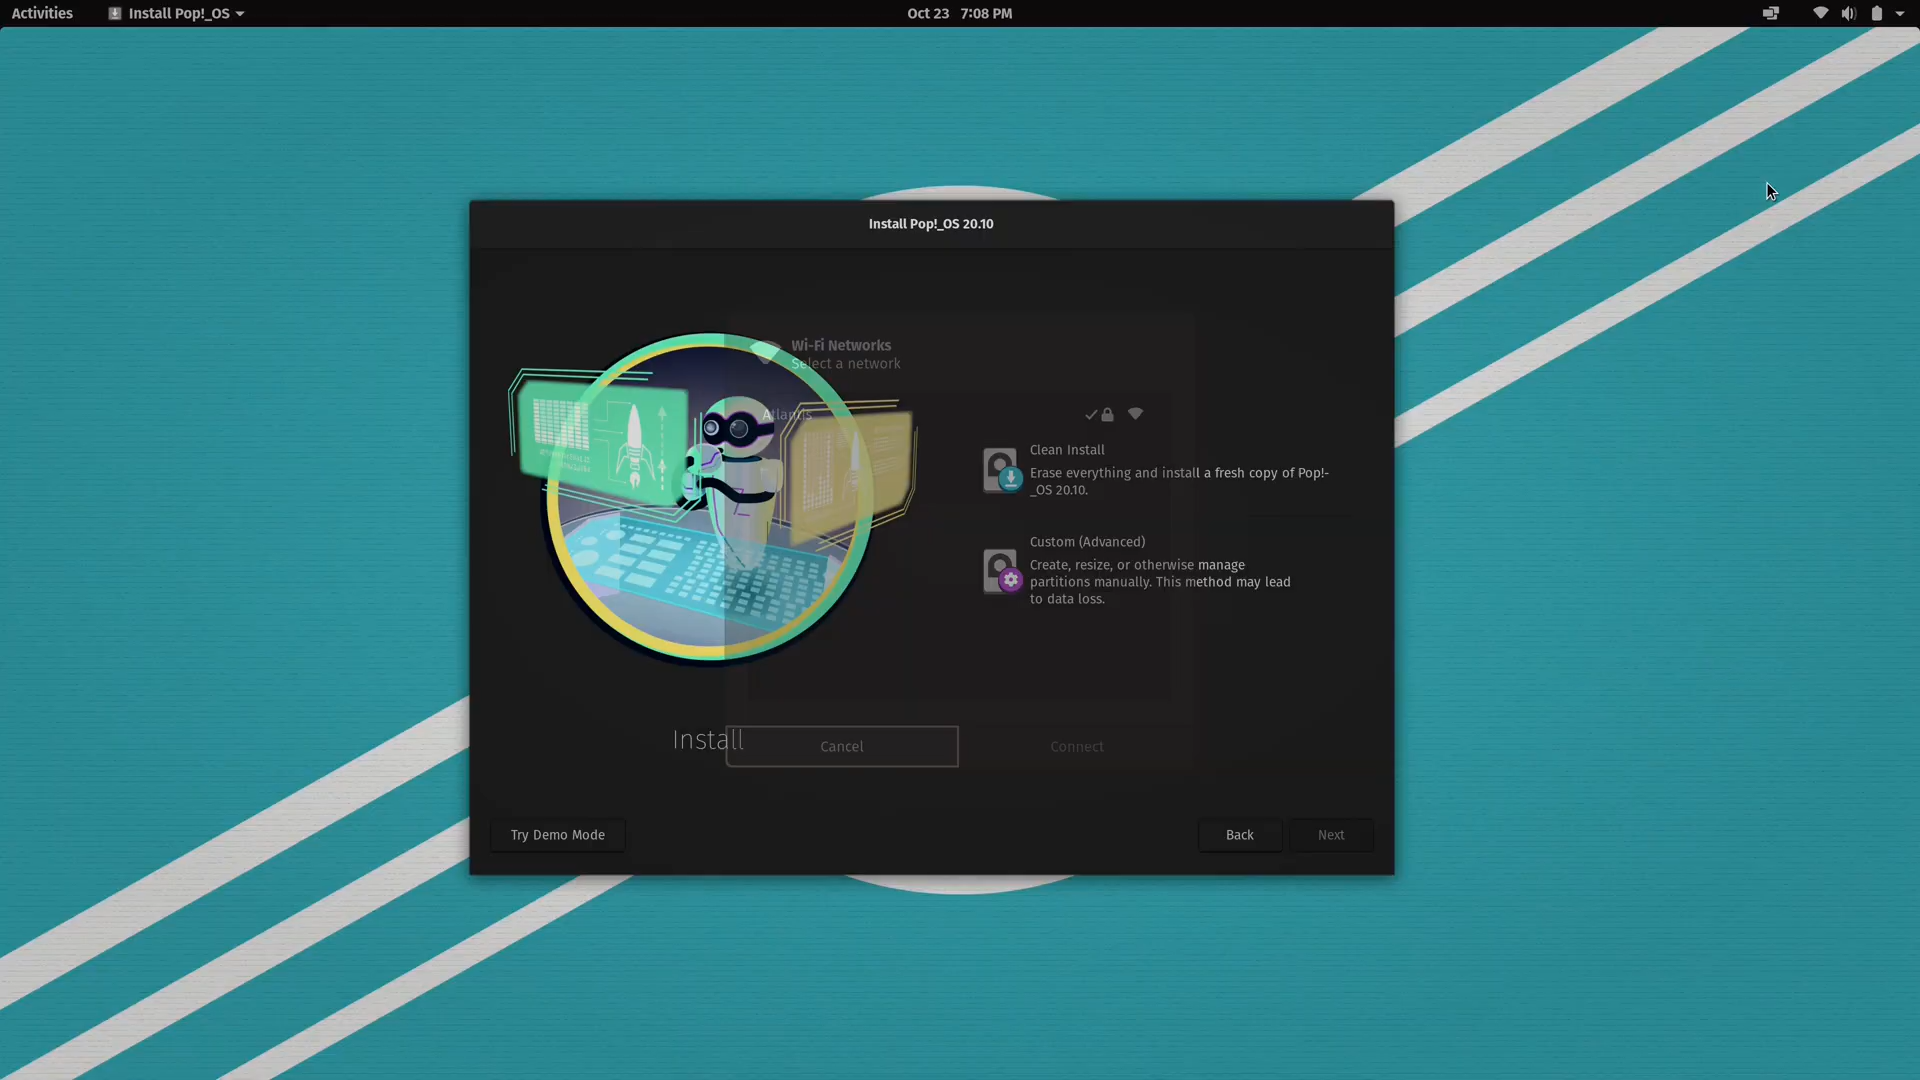 Activities
Install Pop!_OS
Oct 23 7:08 PM
Install Pop!_OS 20.10
Wi-Fi Networks
Select a network
Atlantis
Clean Install
Erase everything and install a fresh copy of Pop!-
_OS 20.10.
Custom (Advanced)
Create, resize, or otherwise manage
partitions manually. This method may lead
to data loss.
Install
Cancel
Connect
Try Demo Mode
Back
Next